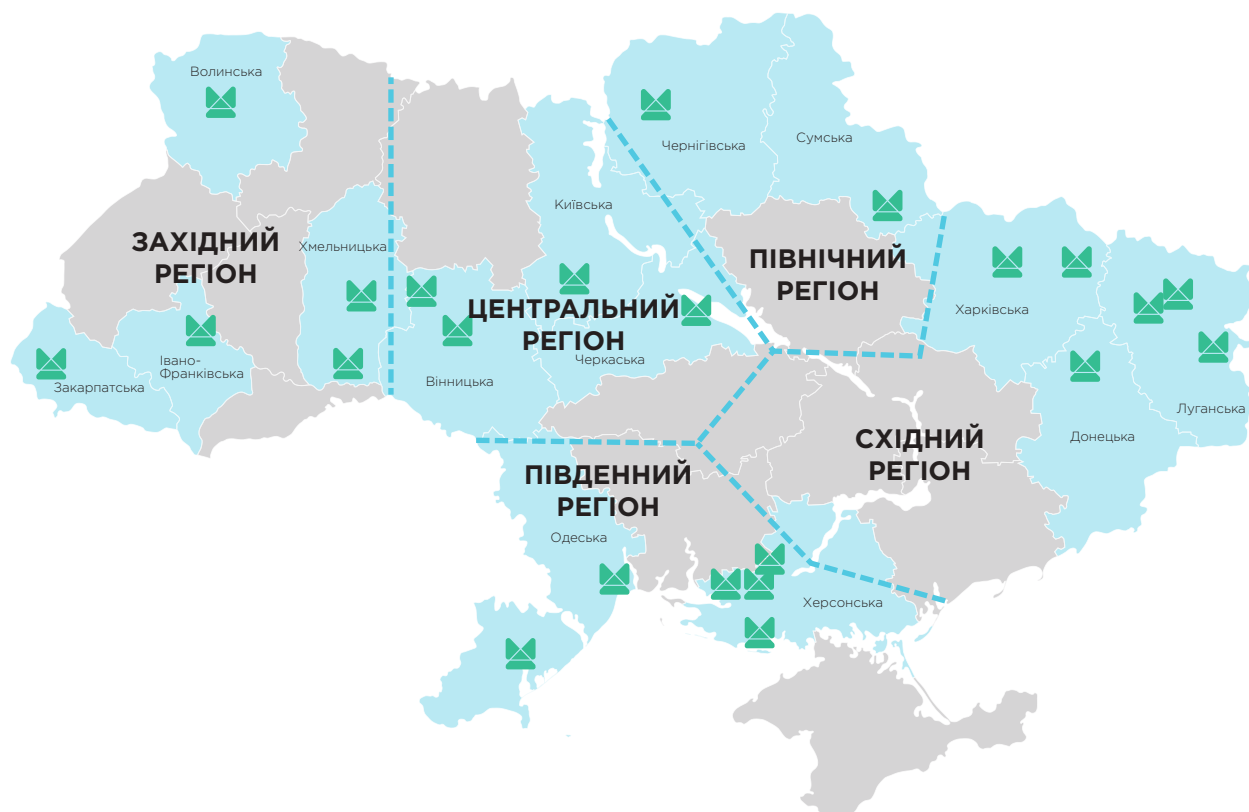 Волинська
Чернігівська
Сумська
Київська
ЗАХІДНИЙ
РЕГІОН
Хмельницька
ПІВНІЧНИЙ
РЕГІОН
ЦЕНТРАЛЬНИЙ
РЕГІОН
Харківська
Івано-
Франківська
Закарпатська
Вінницька
Черкаська
Луганська
Донецька
СХІДНИЙ
РЕГІОН
ПІВДЕННИЙ
РЕГІОН
Одеська
Херсонська